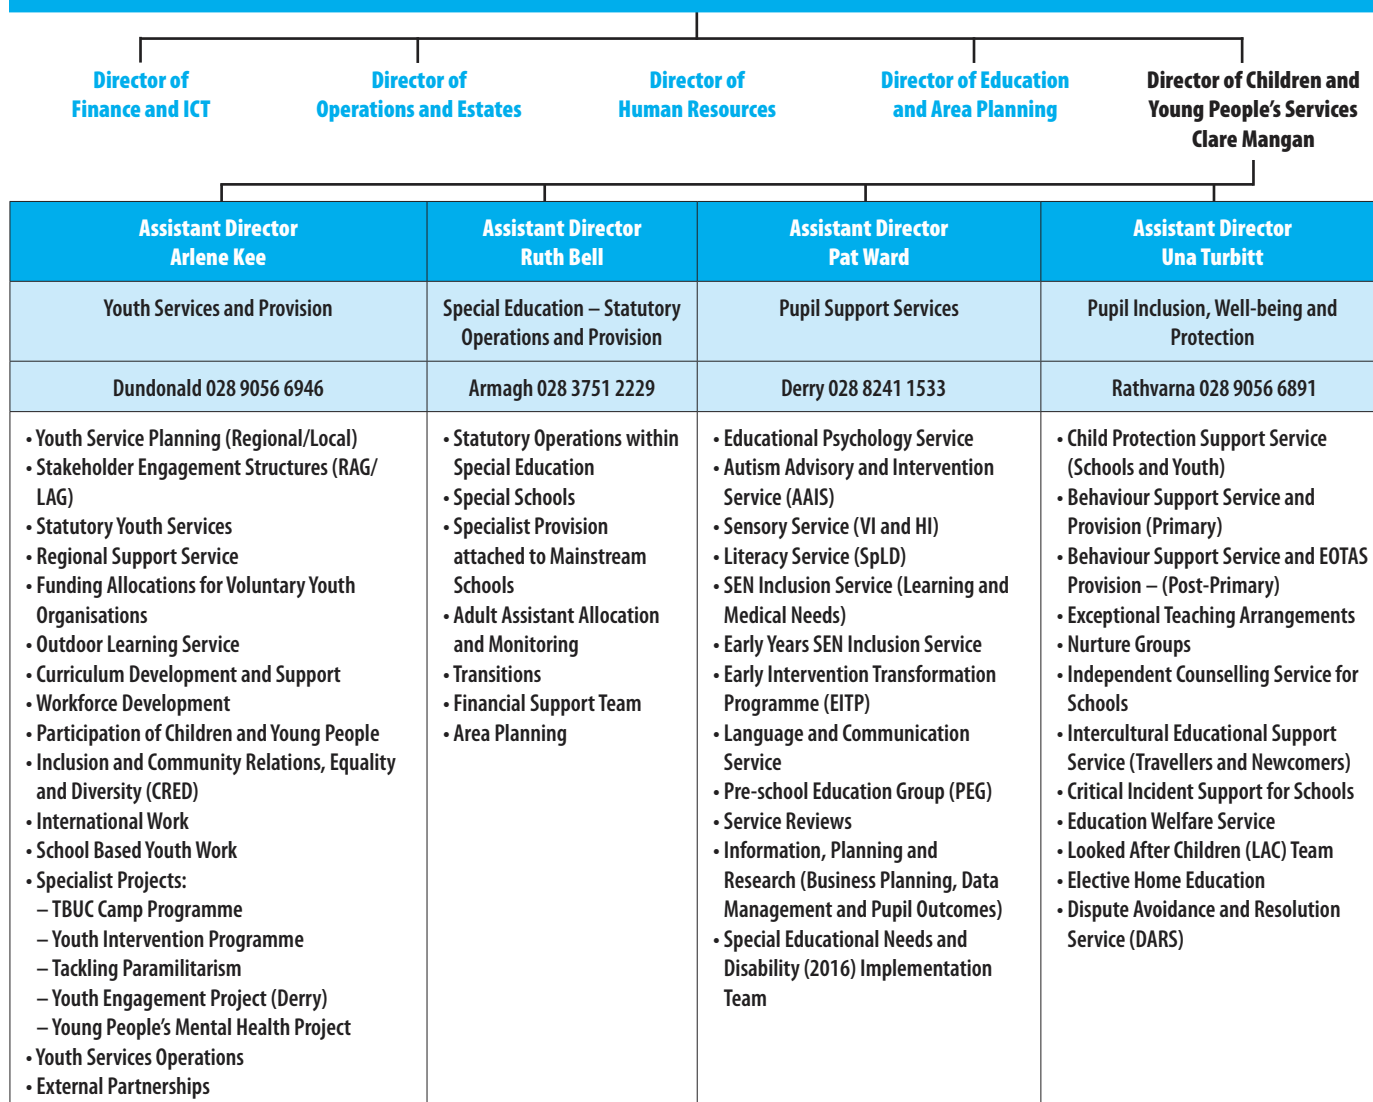 Director of
Finance and ICT
Director of
Operations and Estates
Director of
Human Resources
Director of Education
and Area Planning
Director of Children and
Young People’s Services
Clare Mangan
Assistant Director
Arlene Kee
Assistant Director
Ruth Bell
Assistant Director
Pat Ward
Assistant Director
Una Turbitt
Youth Services and Provision
Special Education – Statutory
Operations and Provision
Pupil Support Services
Pupil Inclusion, Well-being and
Protection
Dundonald 028 9056 6946
Armagh 028 3751 2229
Derry 028 8241 1533
Rathvarna 028 9056 6891
• Youth Service Planning (Regional/Local)
• Stakeholder Engagement Structures (RAG/
LAG)
• Statutory Youth Services
• Regional Support Service
• Funding Allocations for Voluntary Youth
Organisations
• Outdoor Learning Service
• Curriculum Development and Support
• Workforce Development
• Participation of Children and Young People
• Inclusion and Community Relations, Equality
and Diversity (CRED)
• International Work
• School Based Youth Work
• Specialist Projects:
– TBUC Camp Programme
– Youth Intervention Programme
– Tackling Paramilitarism
– Youth Engagement Project (Derry)
– Young People’s Mental Health Project
• Youth Services Operations
• External Partnerships
• Statutory Operations within
Special Education
• Special Schools
• Specialist Provision
attached to Mainstream
Schools
• Adult Assistant Allocation
and Monitoring
• Transitions
• Financial Support Team
• Area Planning
• Educational Psychology Service
• Autism Advisory and Intervention
Service (AAIS)
• Sensory Service (VI and HI)
• Literacy Service (SpLD)
• SEN Inclusion Service (Learning and
Medical Needs)
• Early Years SEN Inclusion Service
• Early Intervention Transformation
Programme (EITP)
• Language and Communication
Service
• Pre-school Education Group (PEG)
• Service Reviews
• Information, Planning and
Research (Business Planning, Data
Management and Pupil Outcomes)
• Special Educational Needs and
Disability (2016) Implementation
Team
• Child Protection Support Service
(Schools and Youth)
• Behaviour Support Service and
Provision (Primary)
• Behaviour Support Service and EOTAS
Provision – (Post-Primary)
• Exceptional Teaching Arrangements
• Nurture Groups
• Independent Counselling Service for
Schools
• Intercultural Educational Support
Service (Travellers and Newcomers)
• Critical Incident Support for Schools
• Education Welfare Service
• Looked After Children (LAC) Team
• Elective Home Education
• Dispute Avoidance and Resolution
Service (DARS)